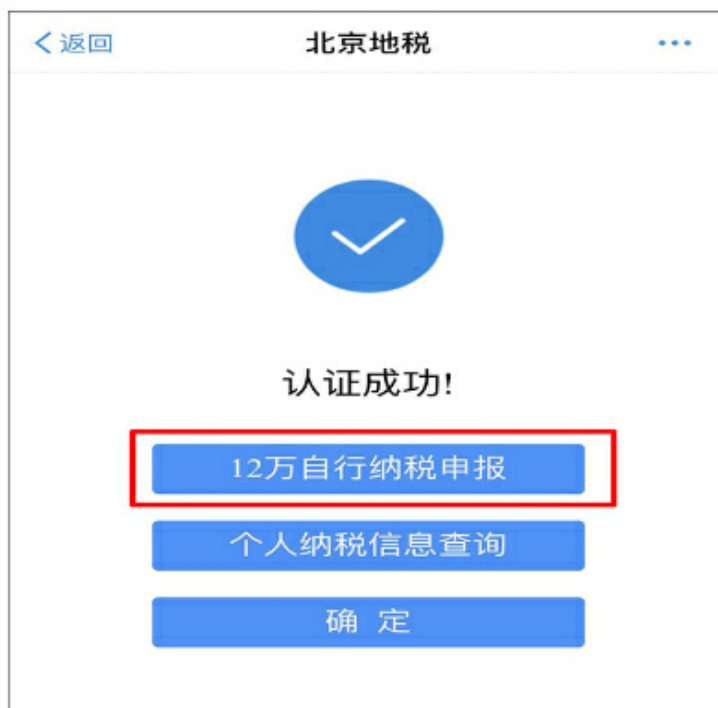 返回 北京地税
认证成功!
12万自行纳税申报
个人纳税信息查询
确 定